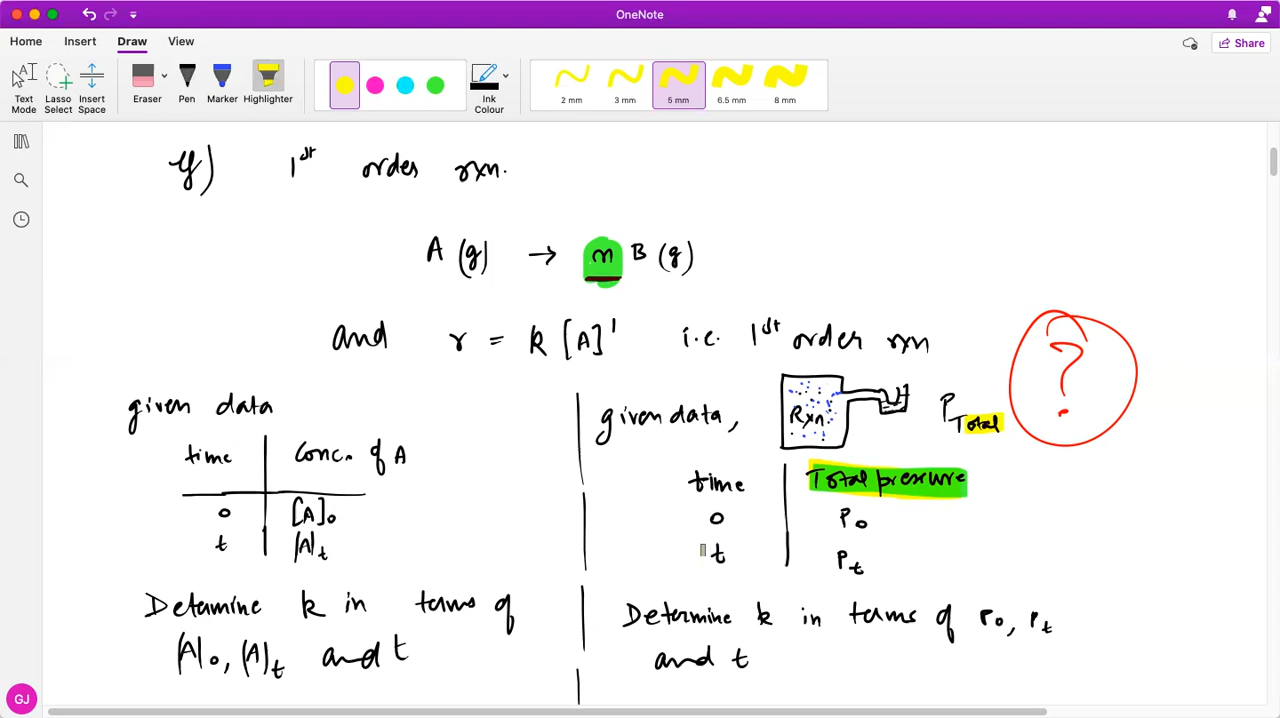 OneNote
Home Insert Draw View
Share
Text Mode
Lasso Select
Insert Space
Eraser
Pen
Marker
Highlighter
Ink Colour
2 mm
3 mm
5 mm
6.5 mm
8 mm
1st order rxn.
A (g) → n B (g)
and r = k [A]¹ i.e. 1st order rxn
?
given data
time Conc. of A
0 [A]₀
t [A]t
Determine k in terms of
[A]₀, [A]t and t
given data,
Rxn
P Total
time Total pressure
0 P₀
t Pt
Determine k in terms of P₀, Pt
and t
GJ